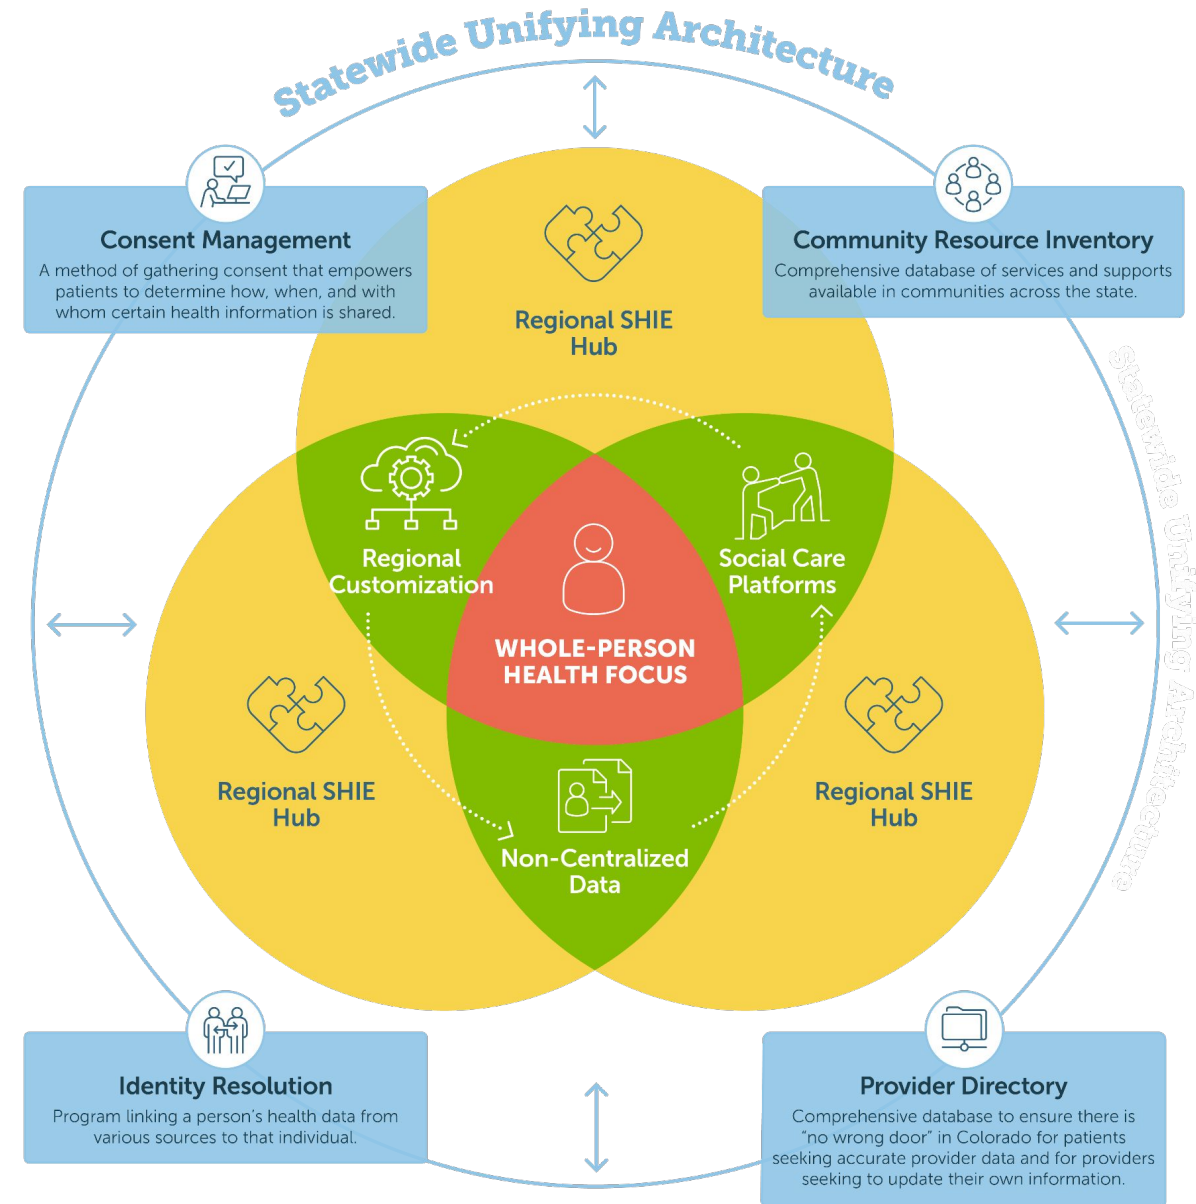 Statewide Unifying Architecture
Consent Management
A method of gathering consent that empowers
patients to determine how, when, and with
whom certain health information is shared.
Community Resource Inventory
Comprehensive database of services and supports
available in communities across the state.
Regional SHIE
Hub
Statewide Unifying Architecture
Regional
Customization
Social Care
Platforms
WHOLE-PERSON
HEALTH FOCUS
Regional SHIE
Hub
Regional SHIE
Hub
Non-Centralized
Data
Identity Resolution
Program linking a person's health data from
various sources to that individual.
Provider Directory
Comprehensive database to ensure there is
“no wrong door” in Colorado for patients
seeking accurate provider data and for providers
seeking to update their own information.